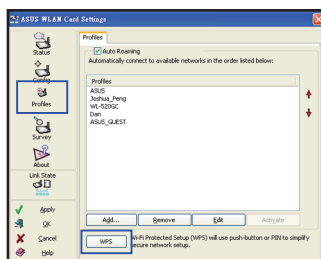 ASUS WLAN Card Settings
Status
Config
Profiles
Survey
About
Link State
Apply
OK
Cancel
Help
Profiles
Auto Roaming
Automatically connect to available networks in the order listed below:
Profiles
ASUS
Joshua_Peng
WL-520GC
Dan
ASUS_GUEST
Add...
Remove
Edit
Activate
WPS
Wi-Fi Protected Setup (WPS) will use push-button or PIN to simplify
secure network setup.